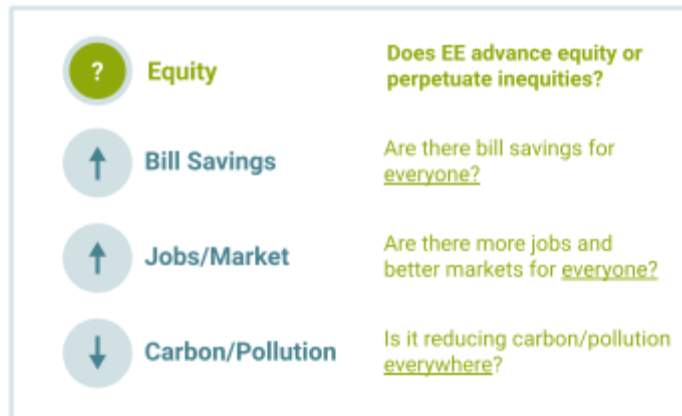 ?
Equity
Does EE advance equity or
perpetuate inequities?
Bill Savings
Are there bill savings for
everyone?
Jobs/Market
Are there more jobs and
better markets for everyone?
Carbon/Pollution
Is it reducing carbon/pollution
everywhere?